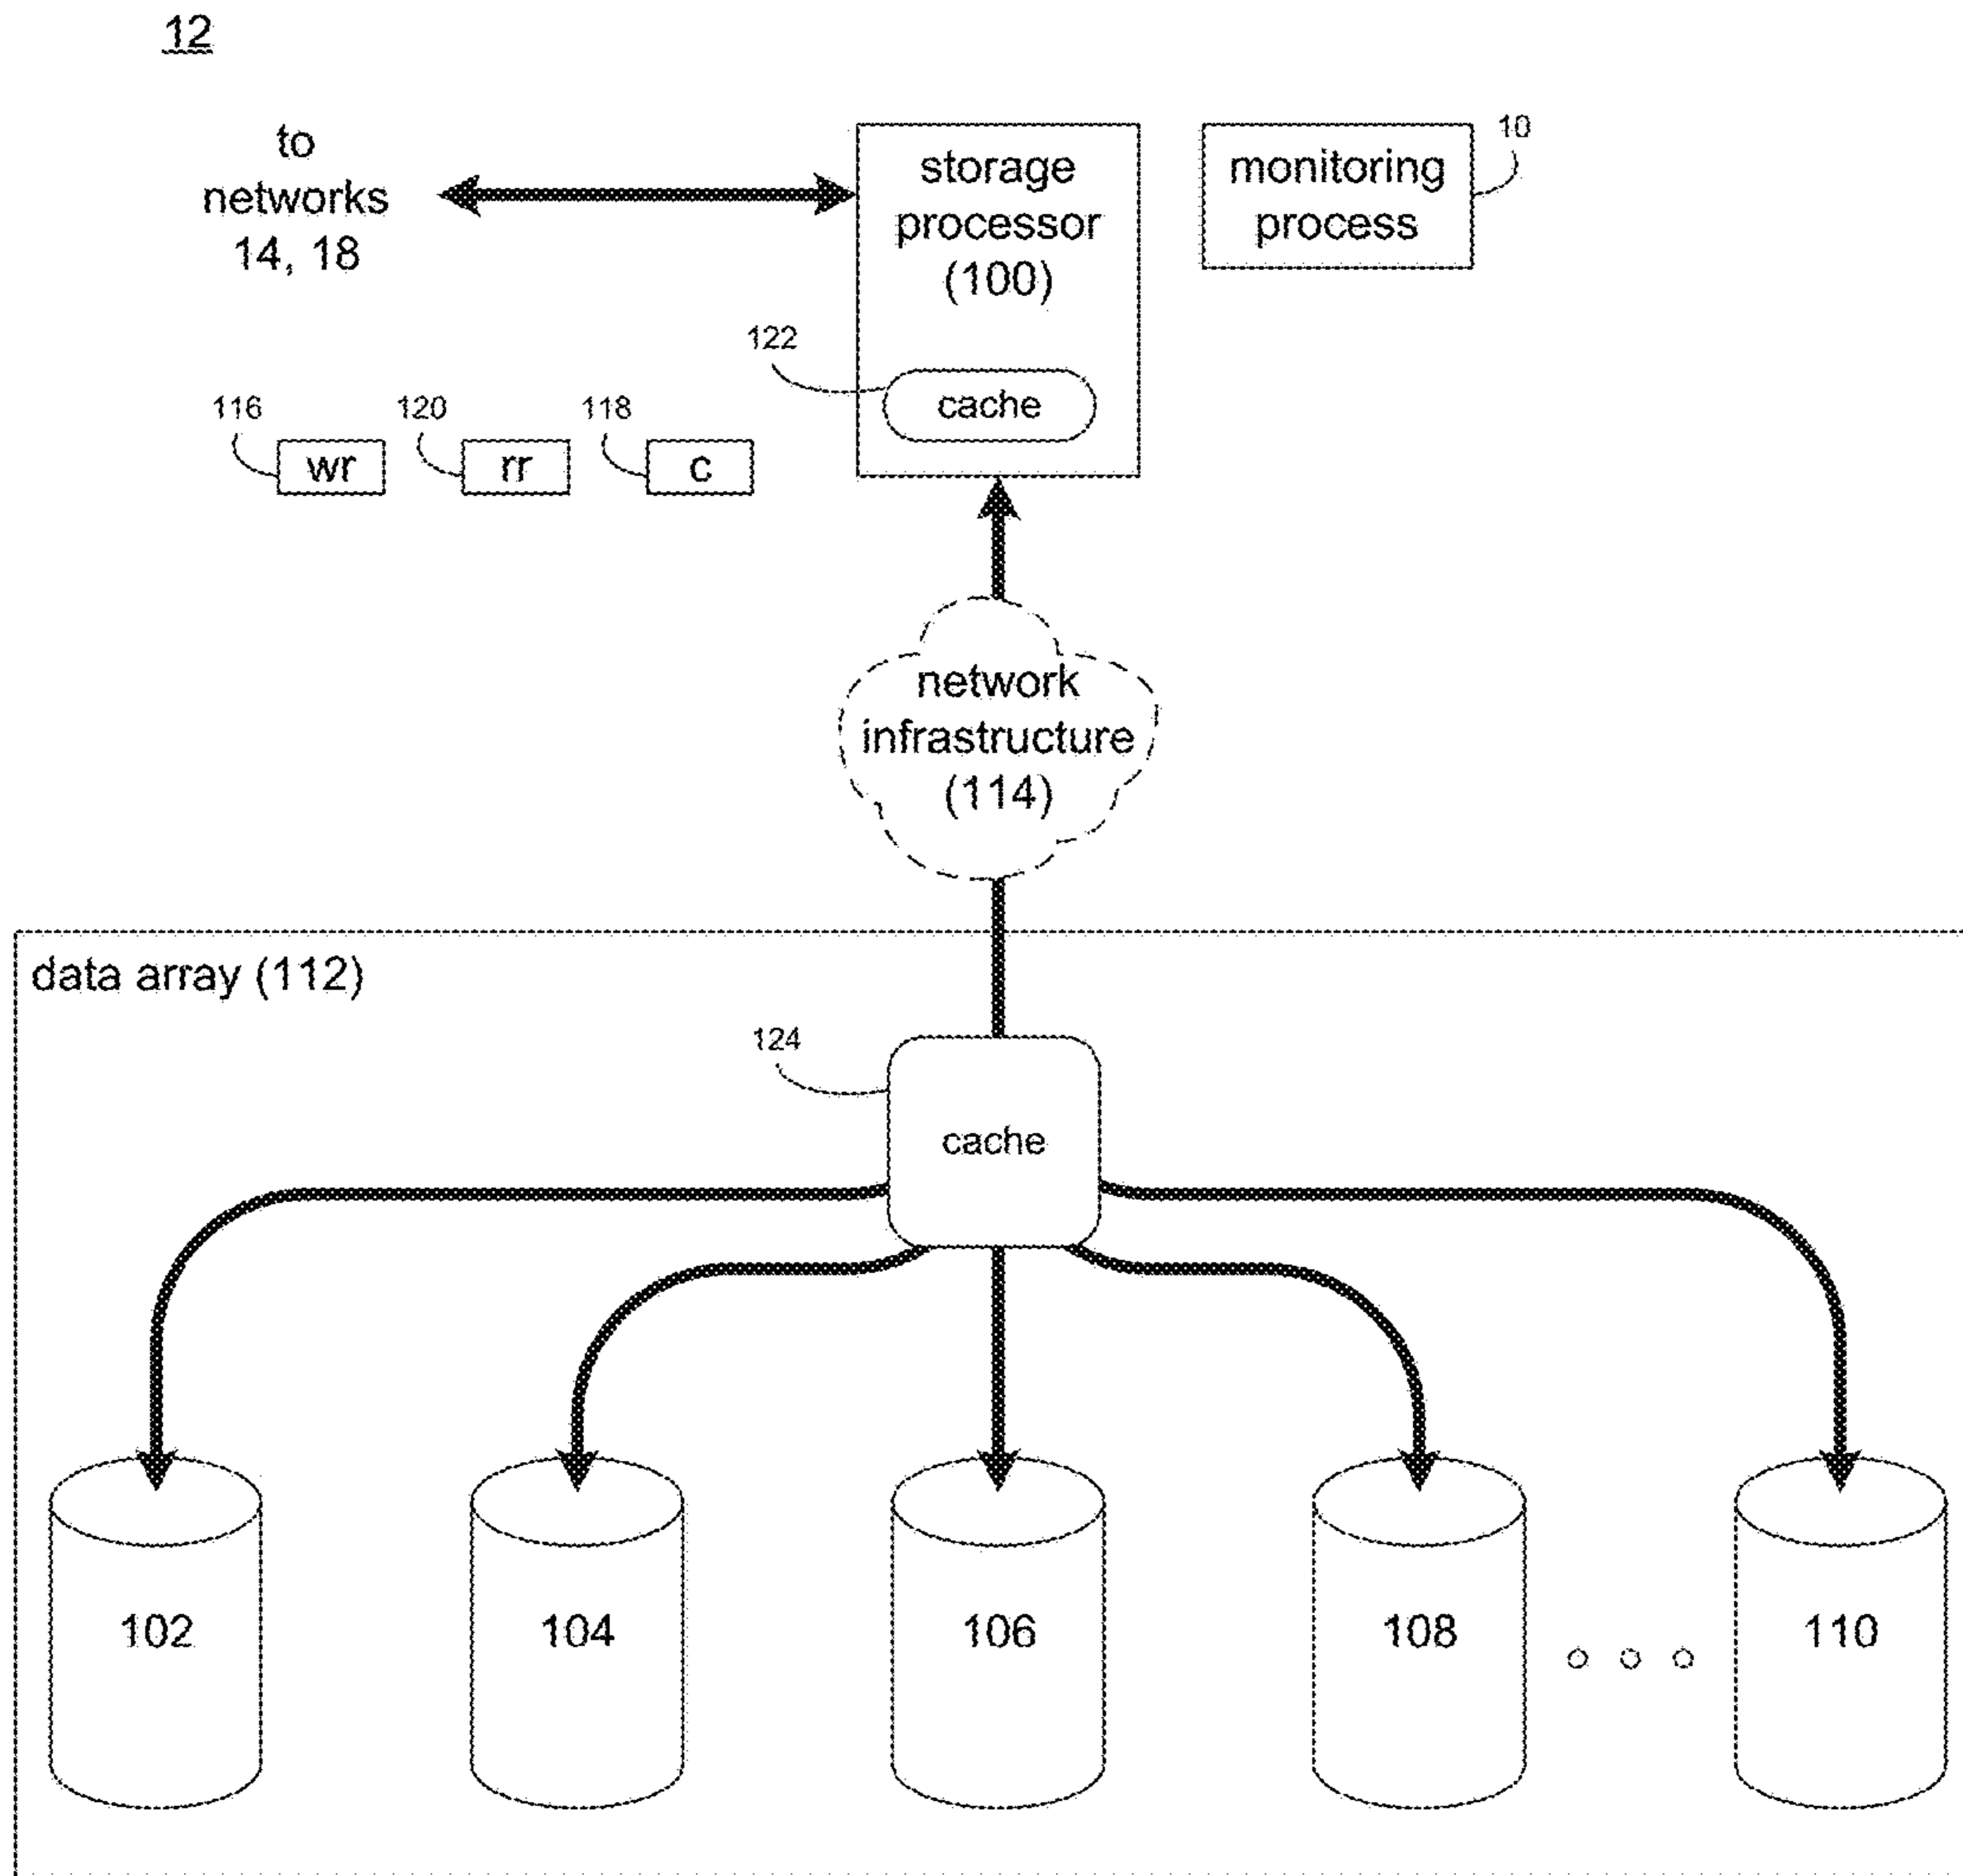 12
to
networks
14, 18
storage
processor
(100)
monitoring
process
10
122
cache
116
wr
120
rr
118
c
network
infrastructure
(114)
data array (112)
124
cache
102
104
106
108
110